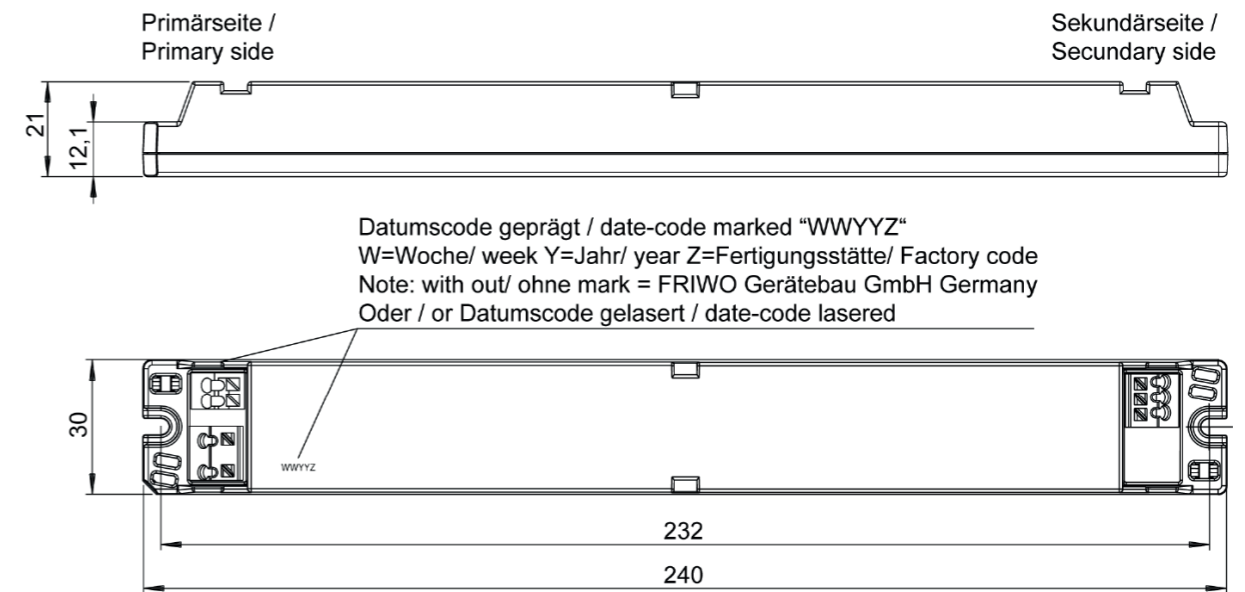 Primärseite /
Primary side
Sekundärseite /
Secundary side
21
12,1
Datumscode geprägt / date-code marked “WWYYZ“
W=Woche/ week Y=Jahr/ year Z=Fertigungsstätte/ Factory code
Note: with out/ ohne mark = FRIWO Gerätebau GmbH Germany
Oder / or Datumscode gelasert / date-code lasered
30
WWYYZ
232
240